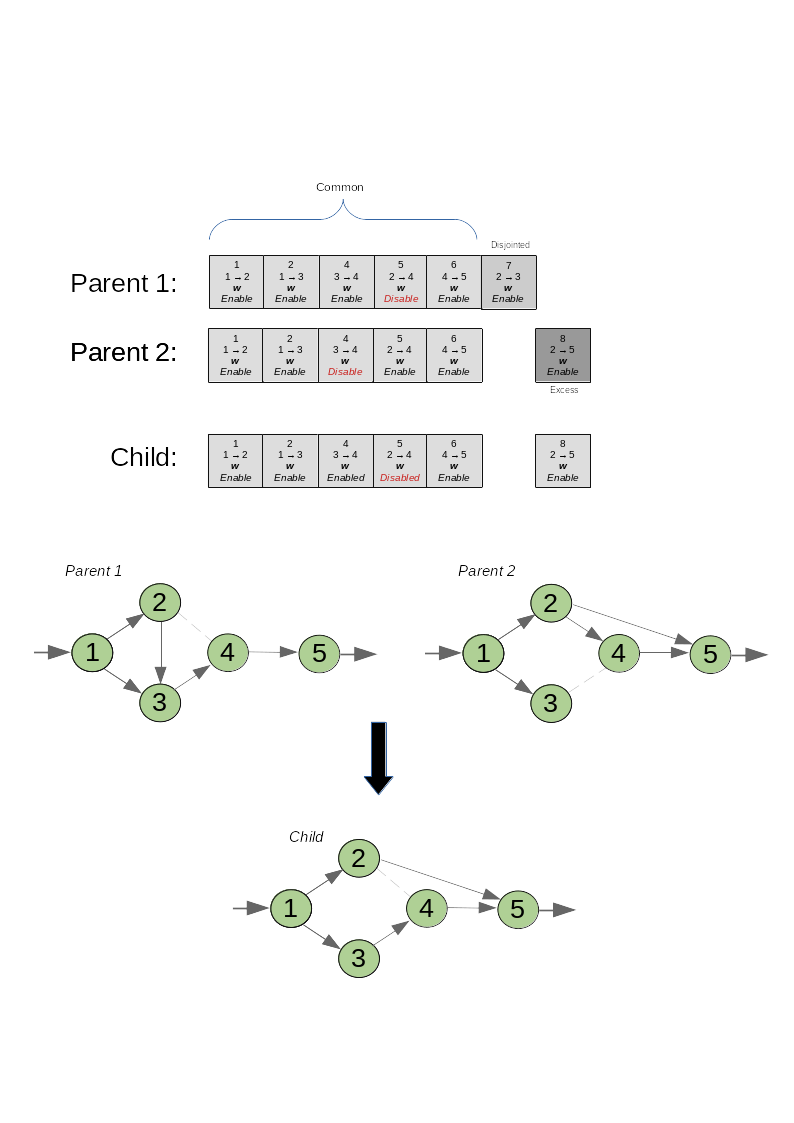 Common
Disjointed
Parent 1:
1 2 4 5 6 7
1→2 1→3 3→4 2→4 4→5 2→3
w w w w w w
Enable Enable Enable Disable Enable Enable
Parent 2:
1 2 4 5 6 8
1→2 1→3 3→4 2→4 4→5 2→5
w w w w w w
Enable Enable Disable Enable Enable Enable
Excess
Child:
1 2 4 5 6 8
1→2 1→3 3→4 2→4 4→5 2→5
w w w w w w
Enable Enable Enabled Disabled Enable Enable
Parent 1
2
1 4 5
3
Parent 2
2
1 4 5
3
Child
2
1 4 5
3